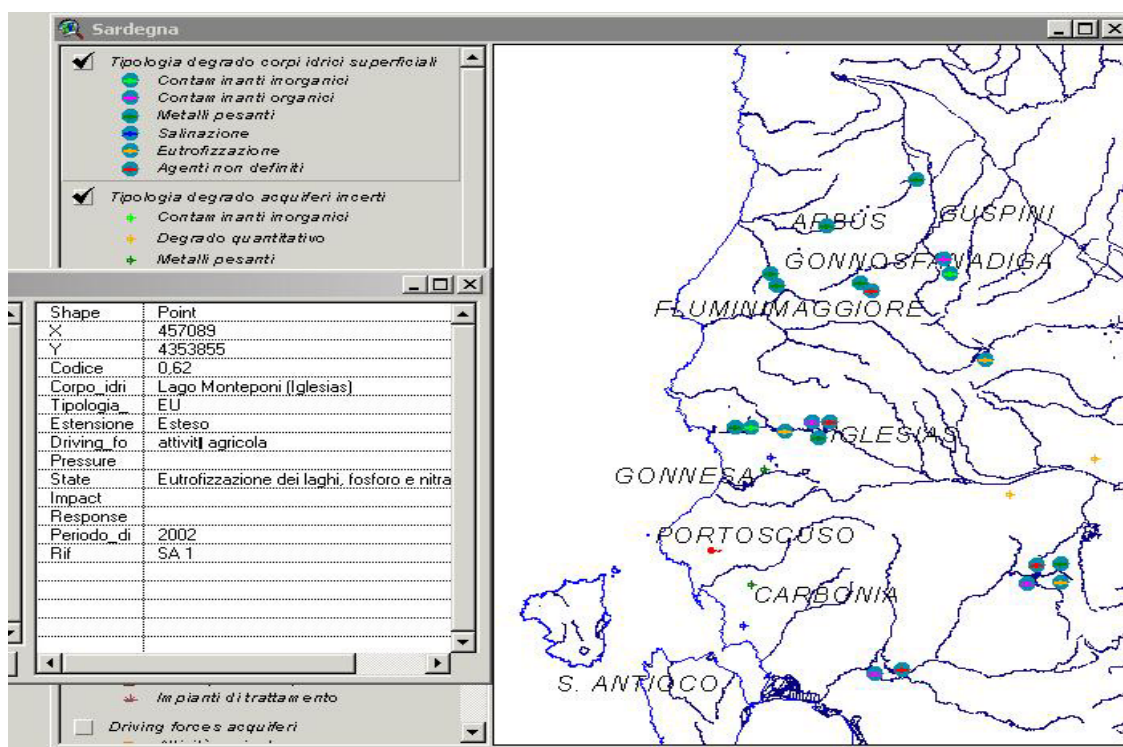 Sardegna
Tipologia degrado corpi idrici superficiali
Contaminanti inorganici
Contaminanti organici
Metalli pesanti
Salinazione
Eutrofizzazione
Agenti non definiti
Tipologia degrado acquiferi incerti
Contaminanti inorganici
Degrado quantitativo
Metalli pesanti
Shape Point
X 457089
Y 4353855
Codice 0,62
Corpo_idri Lago Monteponi (Iglesias)
Tipologia_ EU
Estensione Esteso
Driving_fo attivit| agricola
Pressure
State Eutrofizzazione dei laghi, fosforo e nitra
Impact
Response
Periodo_di 2002
Rif SA 1
Impianti di trattamento
Driving forces acquiferi
ARBUS
GUSPINI
GONNOSFANADIGA
FLUMINIMAGGIORE
IGLESIAS
GONNESA
PORTOSCUSO
CARBONIA
S. ANTIOCO